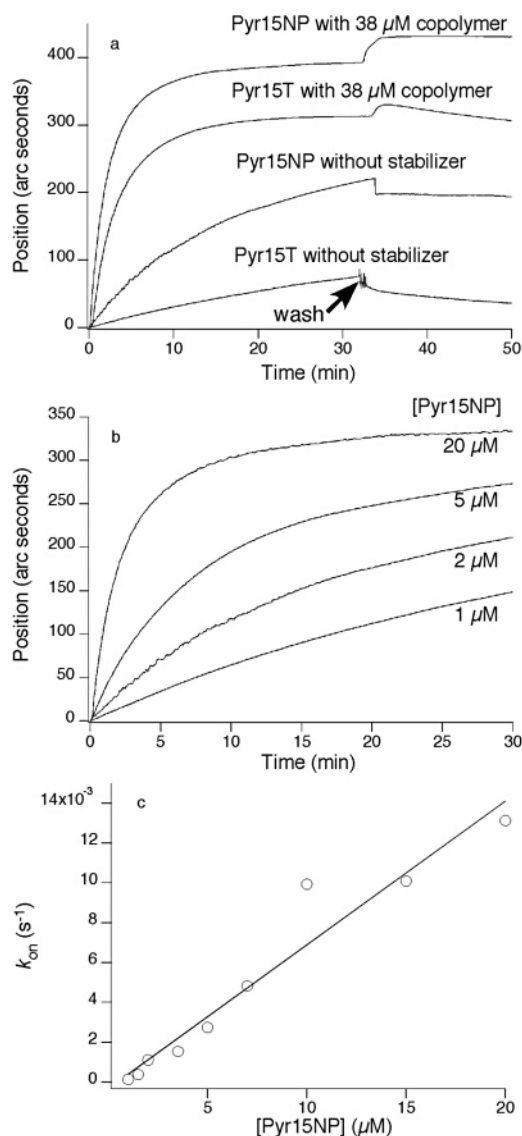 a
Pyr15NP with 38 µM copolymer
Pyr15T with 38 µM copolymer
Pyr15NP without stabilizer
Pyr15T without stabilizer
wash
Position (arc seconds)
400
300
200
100
0
0 10 20 30 40 50
Time (min)
b
[Pyr15NP]
20 µM
5 µM
2 µM
1 µM
Position (arc seconds)
350
300
250
200
150
100
50
0
0 5 10 15 20 25 30
Time (min)
c
14x10⁻³
12
10
8
6
4
2
0
kon (s⁻¹)
5 10 15 20
[Pyr15NP] (µM)